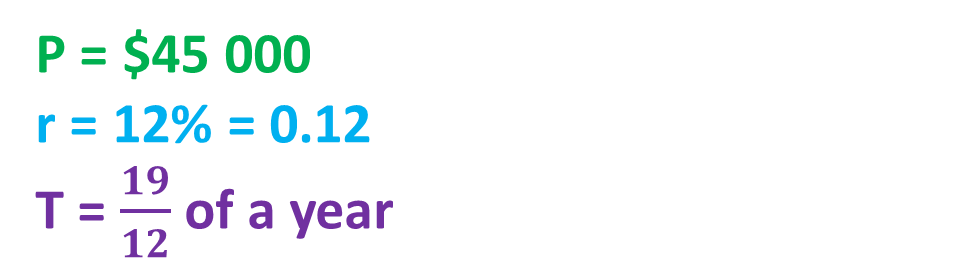 P = $45 000
r = 12% = 0.12
T = 19/12 of a year